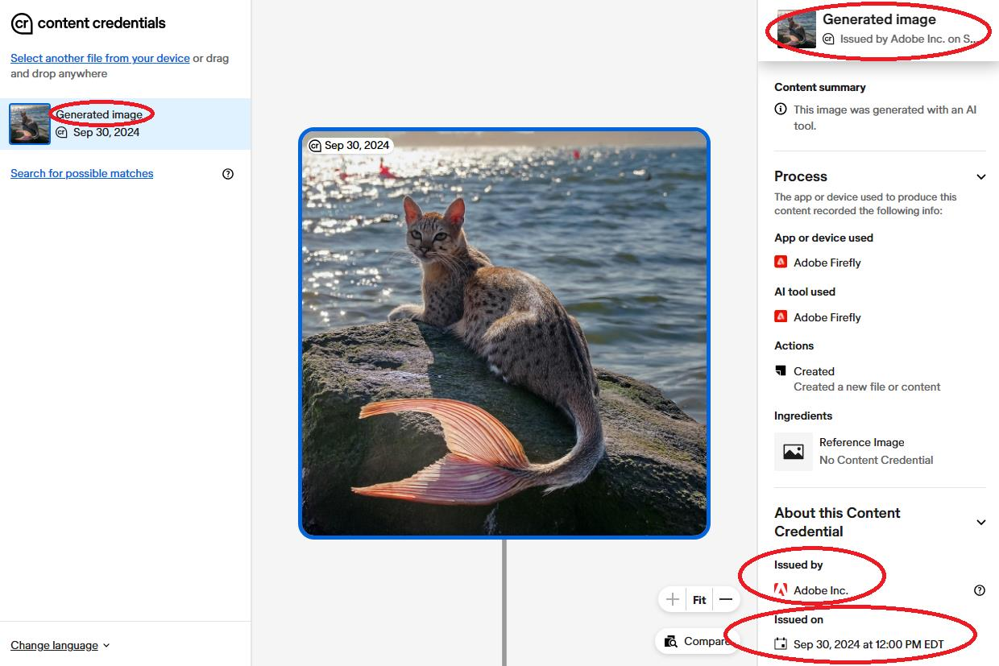 cr content credentials
Select another file from your device or drag
and drop anywhere
Generated image
cr Sep 30, 2024
Search for possible matches
Change language
cr Sep 30, 2024
Fit
Compare
Generated image
cr Issued by Adobe Inc. on S...
Content summary
This image was generated with an AI
tool.
Process
The app or device used to produce this
content recorded the following info:
App or device used
Adobe Firefly
AI tool used
Adobe Firefly
Actions
Created
Created a new file or content
Ingredients
Reference Image
No Content Credential
About this Content
Credential
Issued by
Adobe Inc.
Issued on
Sep 30, 2024 at 12:00 PM EDT